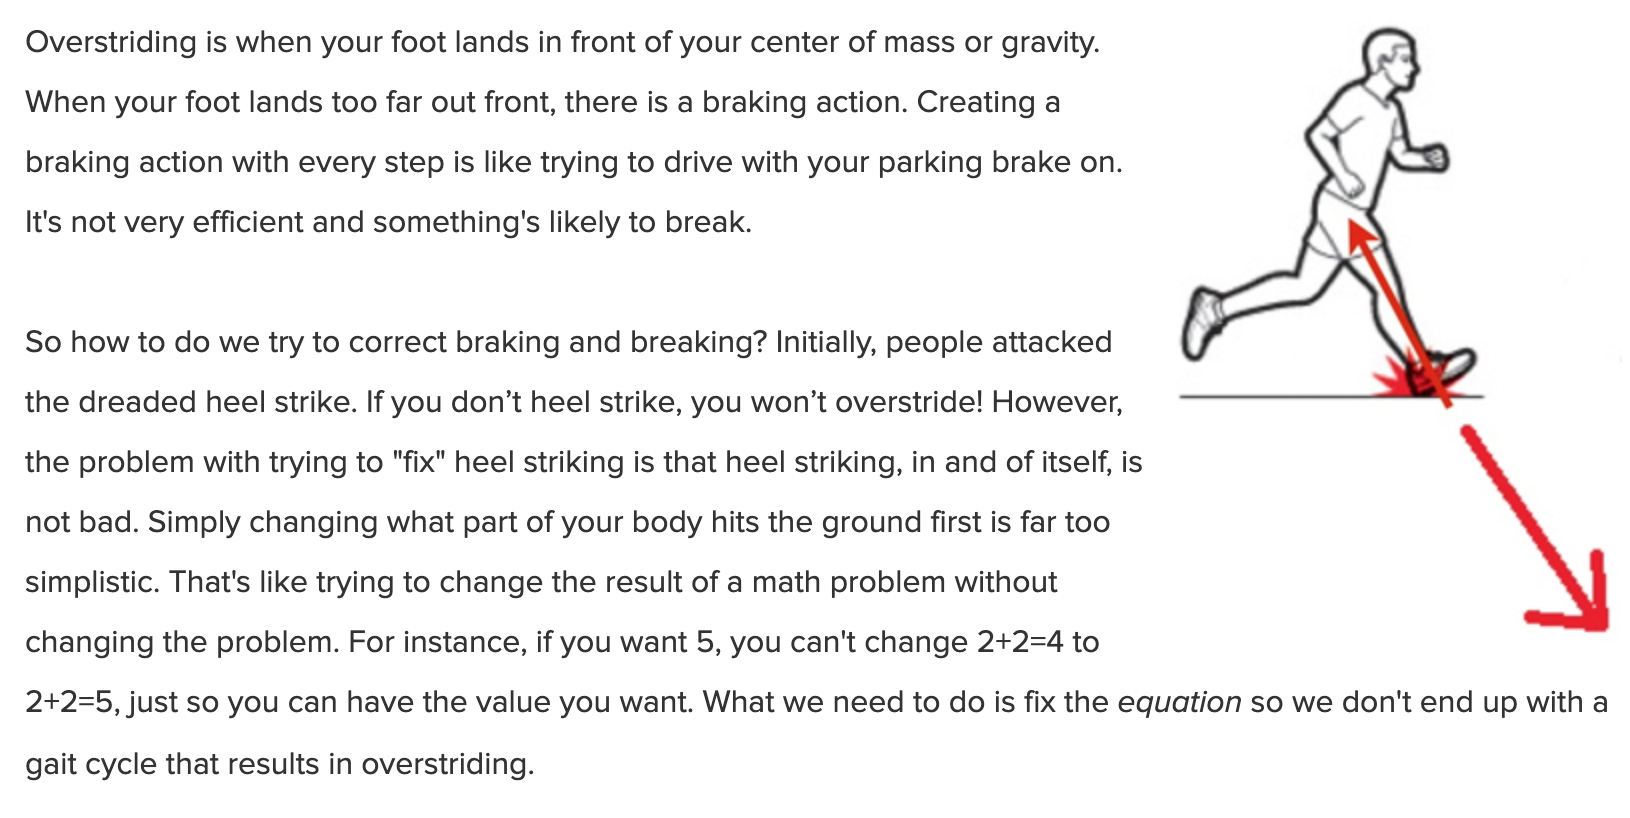 Overstriding is when your foot lands in front of your center of mass or gravity.
When your foot lands too far out front, there is a braking action. Creating a
braking action with every step is like trying to drive with your parking brake on.
It's not very efficient and something's likely to break.
So how to do we try to correct braking and breaking? Initially, people attacked
the dreaded heel strike. If you don’t heel strike, you won’t overstride! However,
the problem with trying to "fix" heel striking is that heel striking, in and of itself, is
not bad. Simply changing what part of your body hits the ground first is far too
simplistic. That's like trying to change the result of a math problem without
changing the problem. For instance, if you want 5, you can't change 2+2=4 to
2+2=5, just so you can have the value you want. What we need to do is fix the equation so we don't end up with a
gait cycle that results in overstriding.